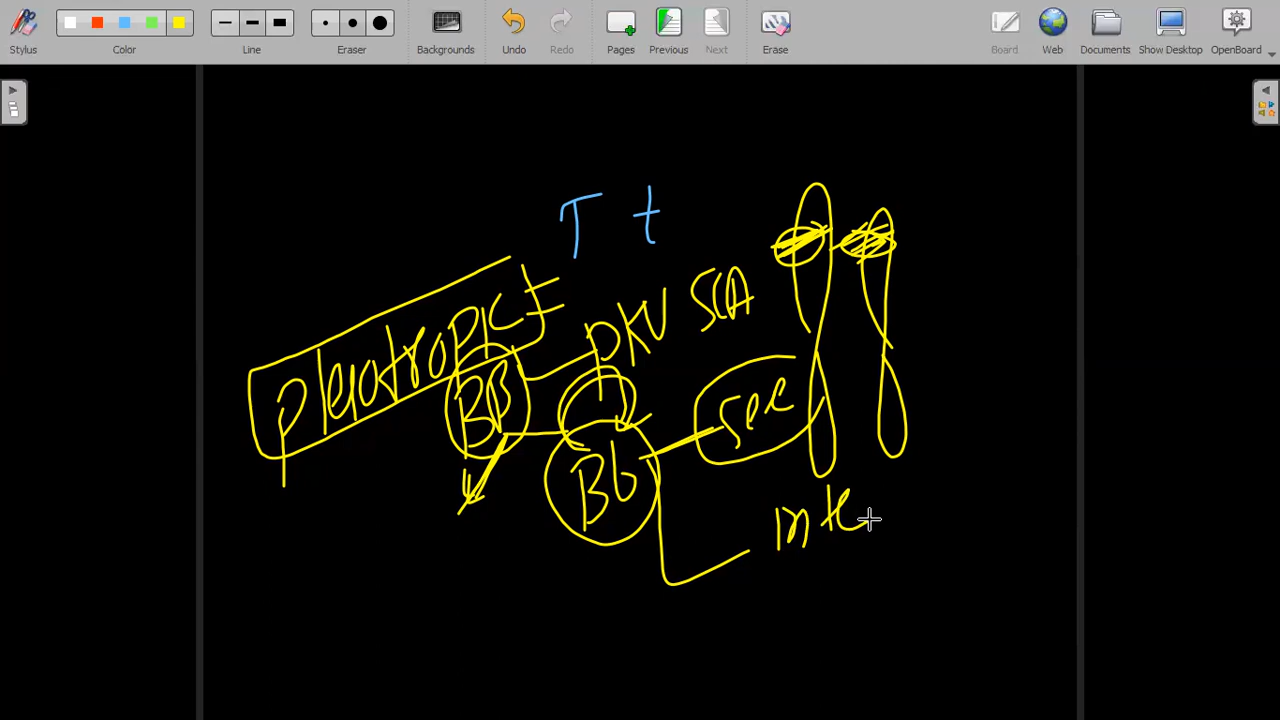 Stylus Color Line Eraser Backgrounds Undo Redo Pages Previous Next Erase Board Web Documents Show Desktop OpenBoard
T t
pleiotropic
PKU SCA
BB
See
Bb
inte